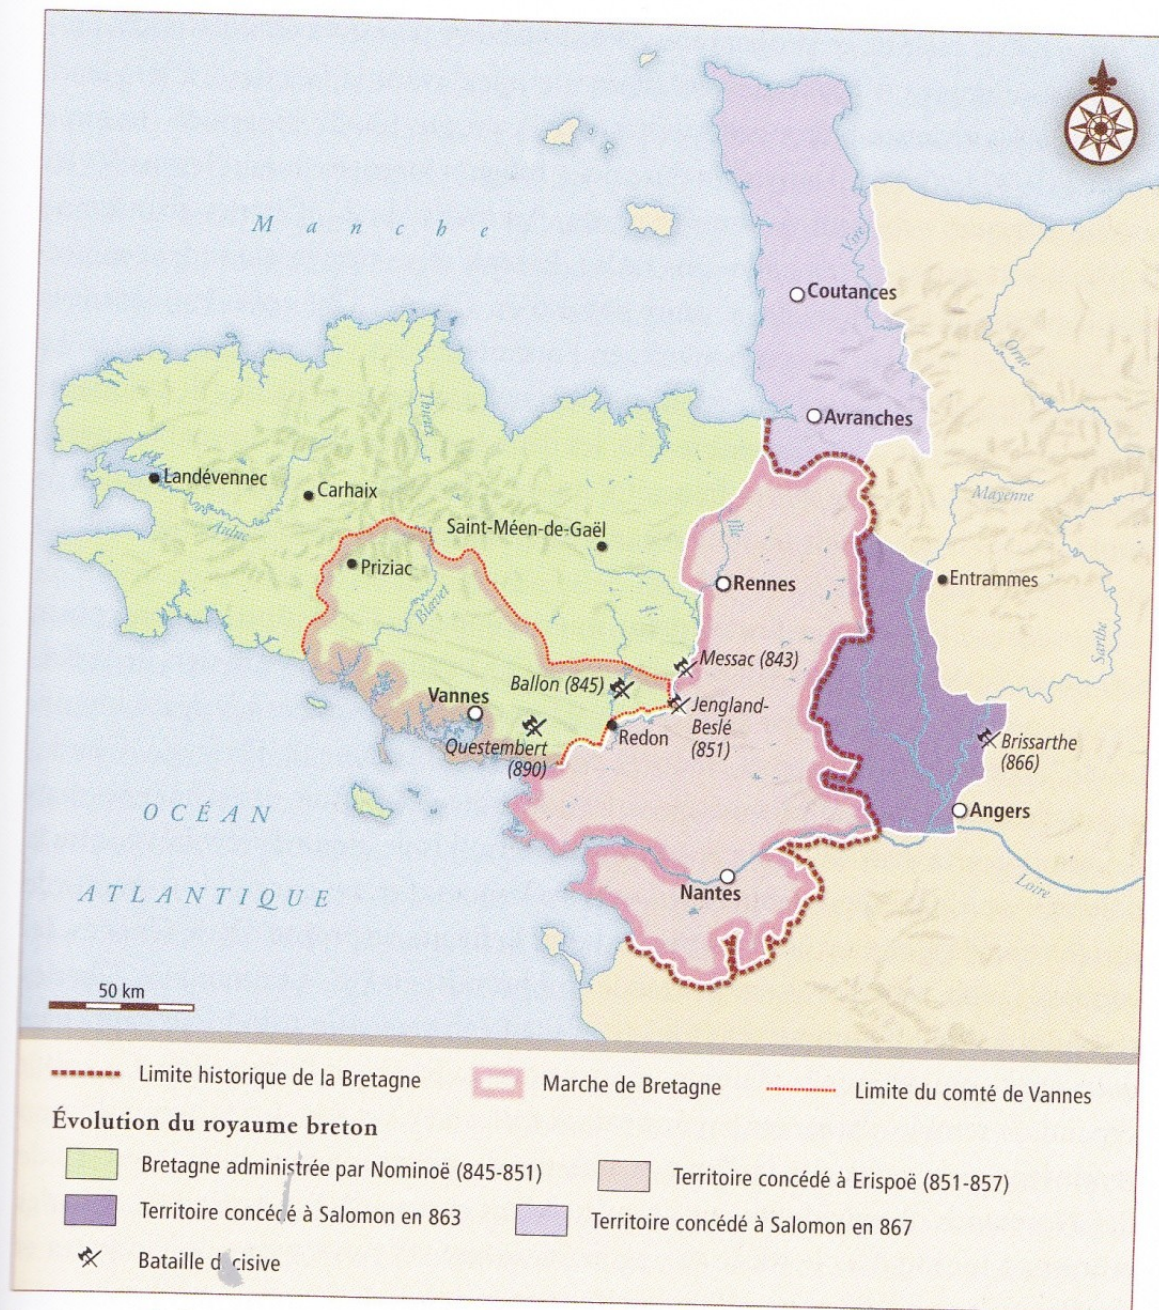 Manche
Vire
Coutances
Orne
Avranches
Landévennec
Carhaix
Aulne
Saint-Méen-de-Gaël
Mayenne
Priziac
Blavet
Rennes
Entrammes
Sarthe
Messac (843)
Ballon (845)
Vannes
Jengland-
Beslé
(851)
Redon
Questembert
(890)
Brissarthe
(866)
OCÉAN
ATLANTIQUE
Angers
Loire
Nantes
50 km
Limite historique de la Bretagne
Marche de Bretagne
Limite du comté de Vannes
Évolution du royaume breton
Bretagne administrée par Nominoë (845-851)
Territoire concédé à Erispoë (851-857)
Territoire concédé à Salomon en 863
Territoire concédé à Salomon en 867
Bataille décisive